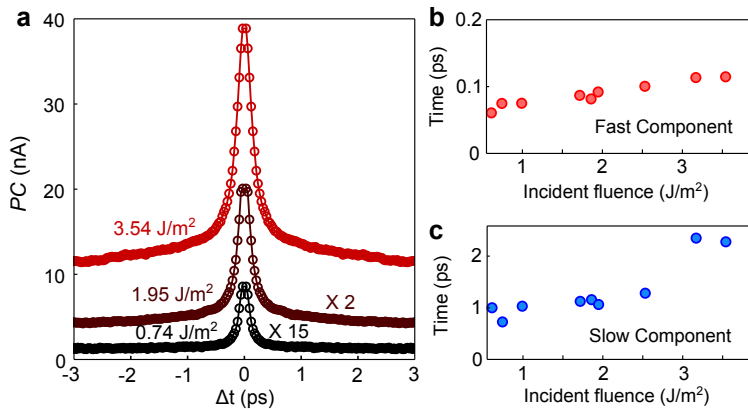 a
40
30
20
10
0
PC (nA)
3.54 J/m²
1.95 J/m²
X 2
0.74 J/m²
X 15
-3 -2 -1 0 1 2 3
Δt (ps)
b
0.2
0.1
0
Time (ps)
Fast Component
1 2 3
Incident fluence (J/m²)
c
2
1
0
Time (ps)
Slow Component
1 2 3
Incident fluence (J/m²)